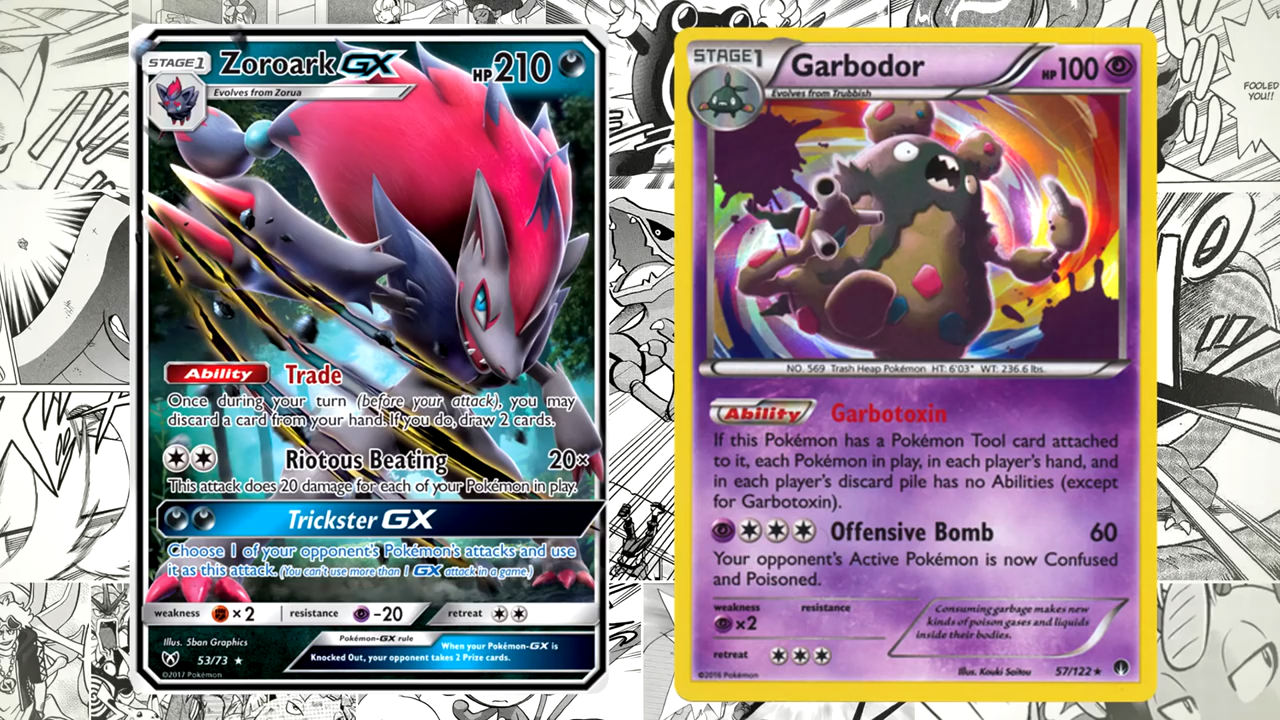 STAGE1
Zoroark GX
HP210
Evolves from Zorua
Ability Trade
Once during your turn (before your attack), you may
discard a card from your hand. If you do, draw 2 cards.
Riotous Beating 20×
This attack does 20 damage for each of your Pokémon in play.
Trickster GX
Choose 1 of your opponent's Pokémon's attacks and use
it as this attack. (You can't use more than 1 GX attack in a game.)
weakness ×2 resistance -20 retreat
Illus. 5ban Graphics
53/73 ★
©2017 Pokémon
Pokémon-GX rule
When your Pokémon-GX is
Knocked Out, your opponent takes 2 Prize cards.
STAGE1
Garbodor
HP100
Evolves from Trubbish
NO. 569 Trash Heap Pokémon HT: 6'03" WT: 236.6 lbs.
Ability Garbotoxin
If this Pokémon has a Pokémon Tool card attached
to it, each Pokémon in play, in each player's hand, and
in each player's discard pile has no Abilities (except
for Garbotoxin).
Offensive Bomb 60
Your opponent's Active Pokémon is now Confused
and Poisoned.
weakness resistance
×2
retreat
Consuming garbage makes new
kinds of poison gases and liquids
inside their bodies.
©2016 Pokémon
Illus. Kouki Saitou
57/122 ★
FOOLED
YOU!!